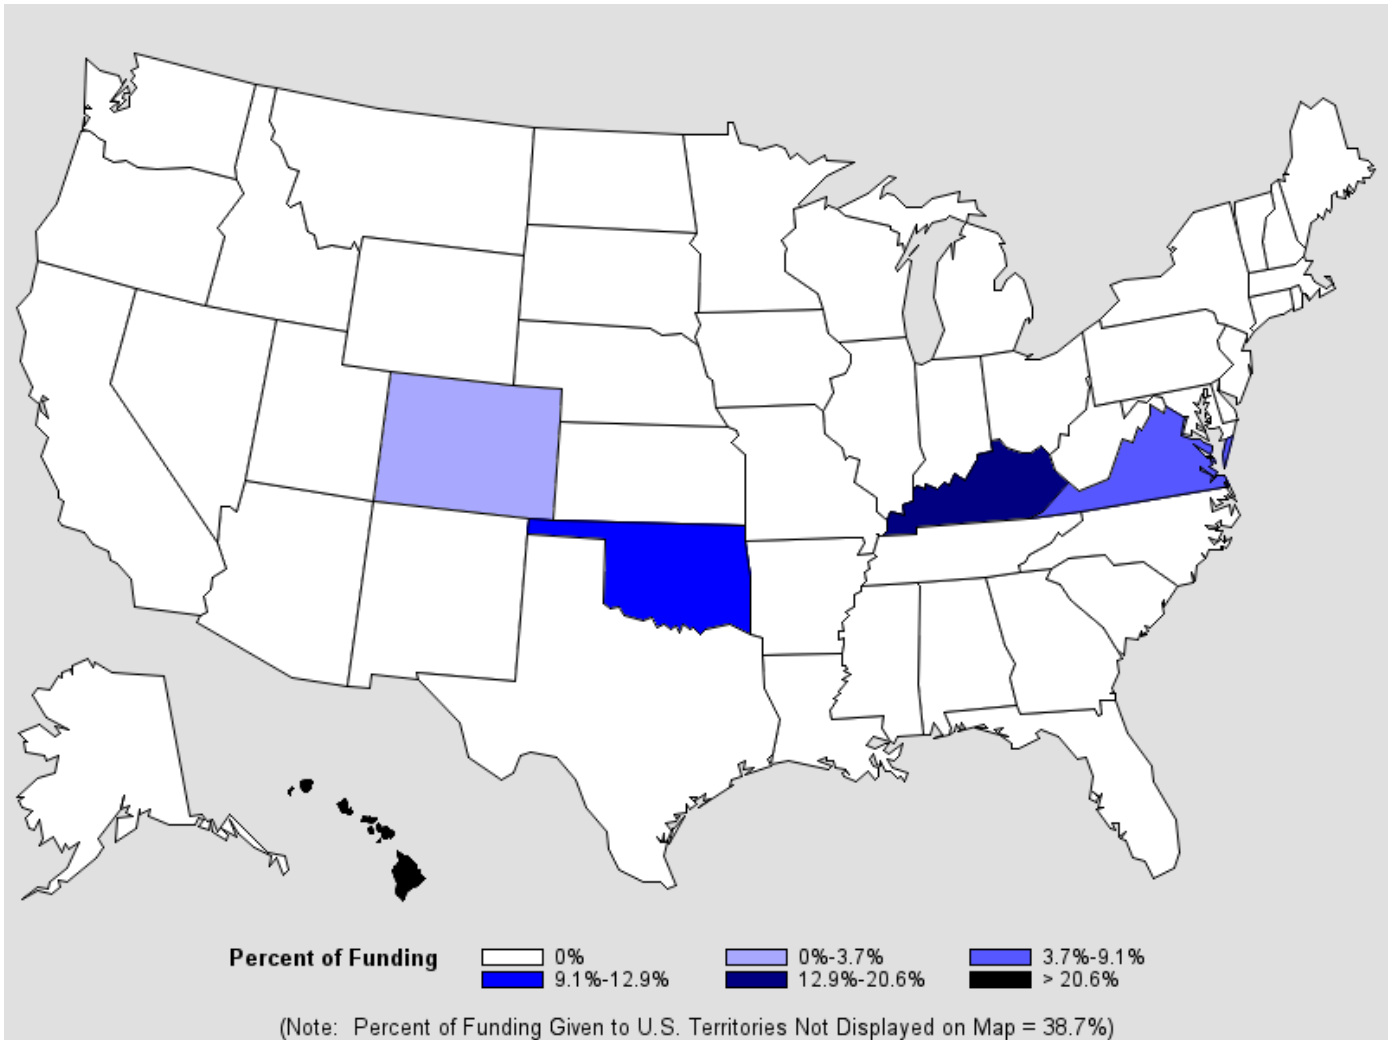 Percent of Funding 0% 0%-3.7% 3.7%-9.1%
9.1%-12.9% 12.9%-20.6% > 20.6%
(Note: Percent of Funding Given to U.S. Territories Not Displayed on Map = 38.7%)